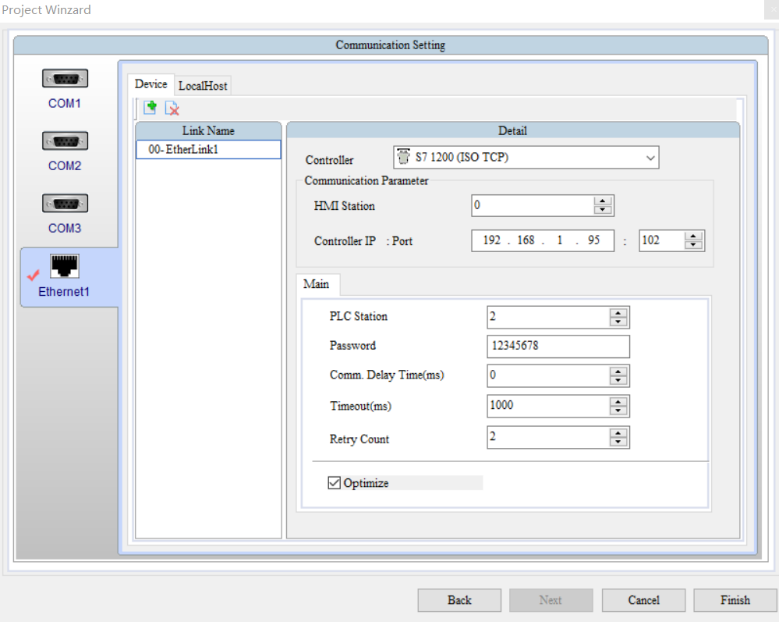 Project Winzard
Communication Setting
COM1
COM2
COM3
Ethernet1
Device
LocalHost
Link Name
00-EtherLink1
Detail
Controller
S7 1200 (ISO TCP)
Communication Parameter
HMI Station
0
Controller IP : Port
192 . 168 . 1 . 95 : 102
Main
PLC Station
2
Password
12345678
Comm. Delay Time(ms)
0
Timeout(ms)
1000
Retry Count
2
Optimize
Back
Next
Cancel
Finish